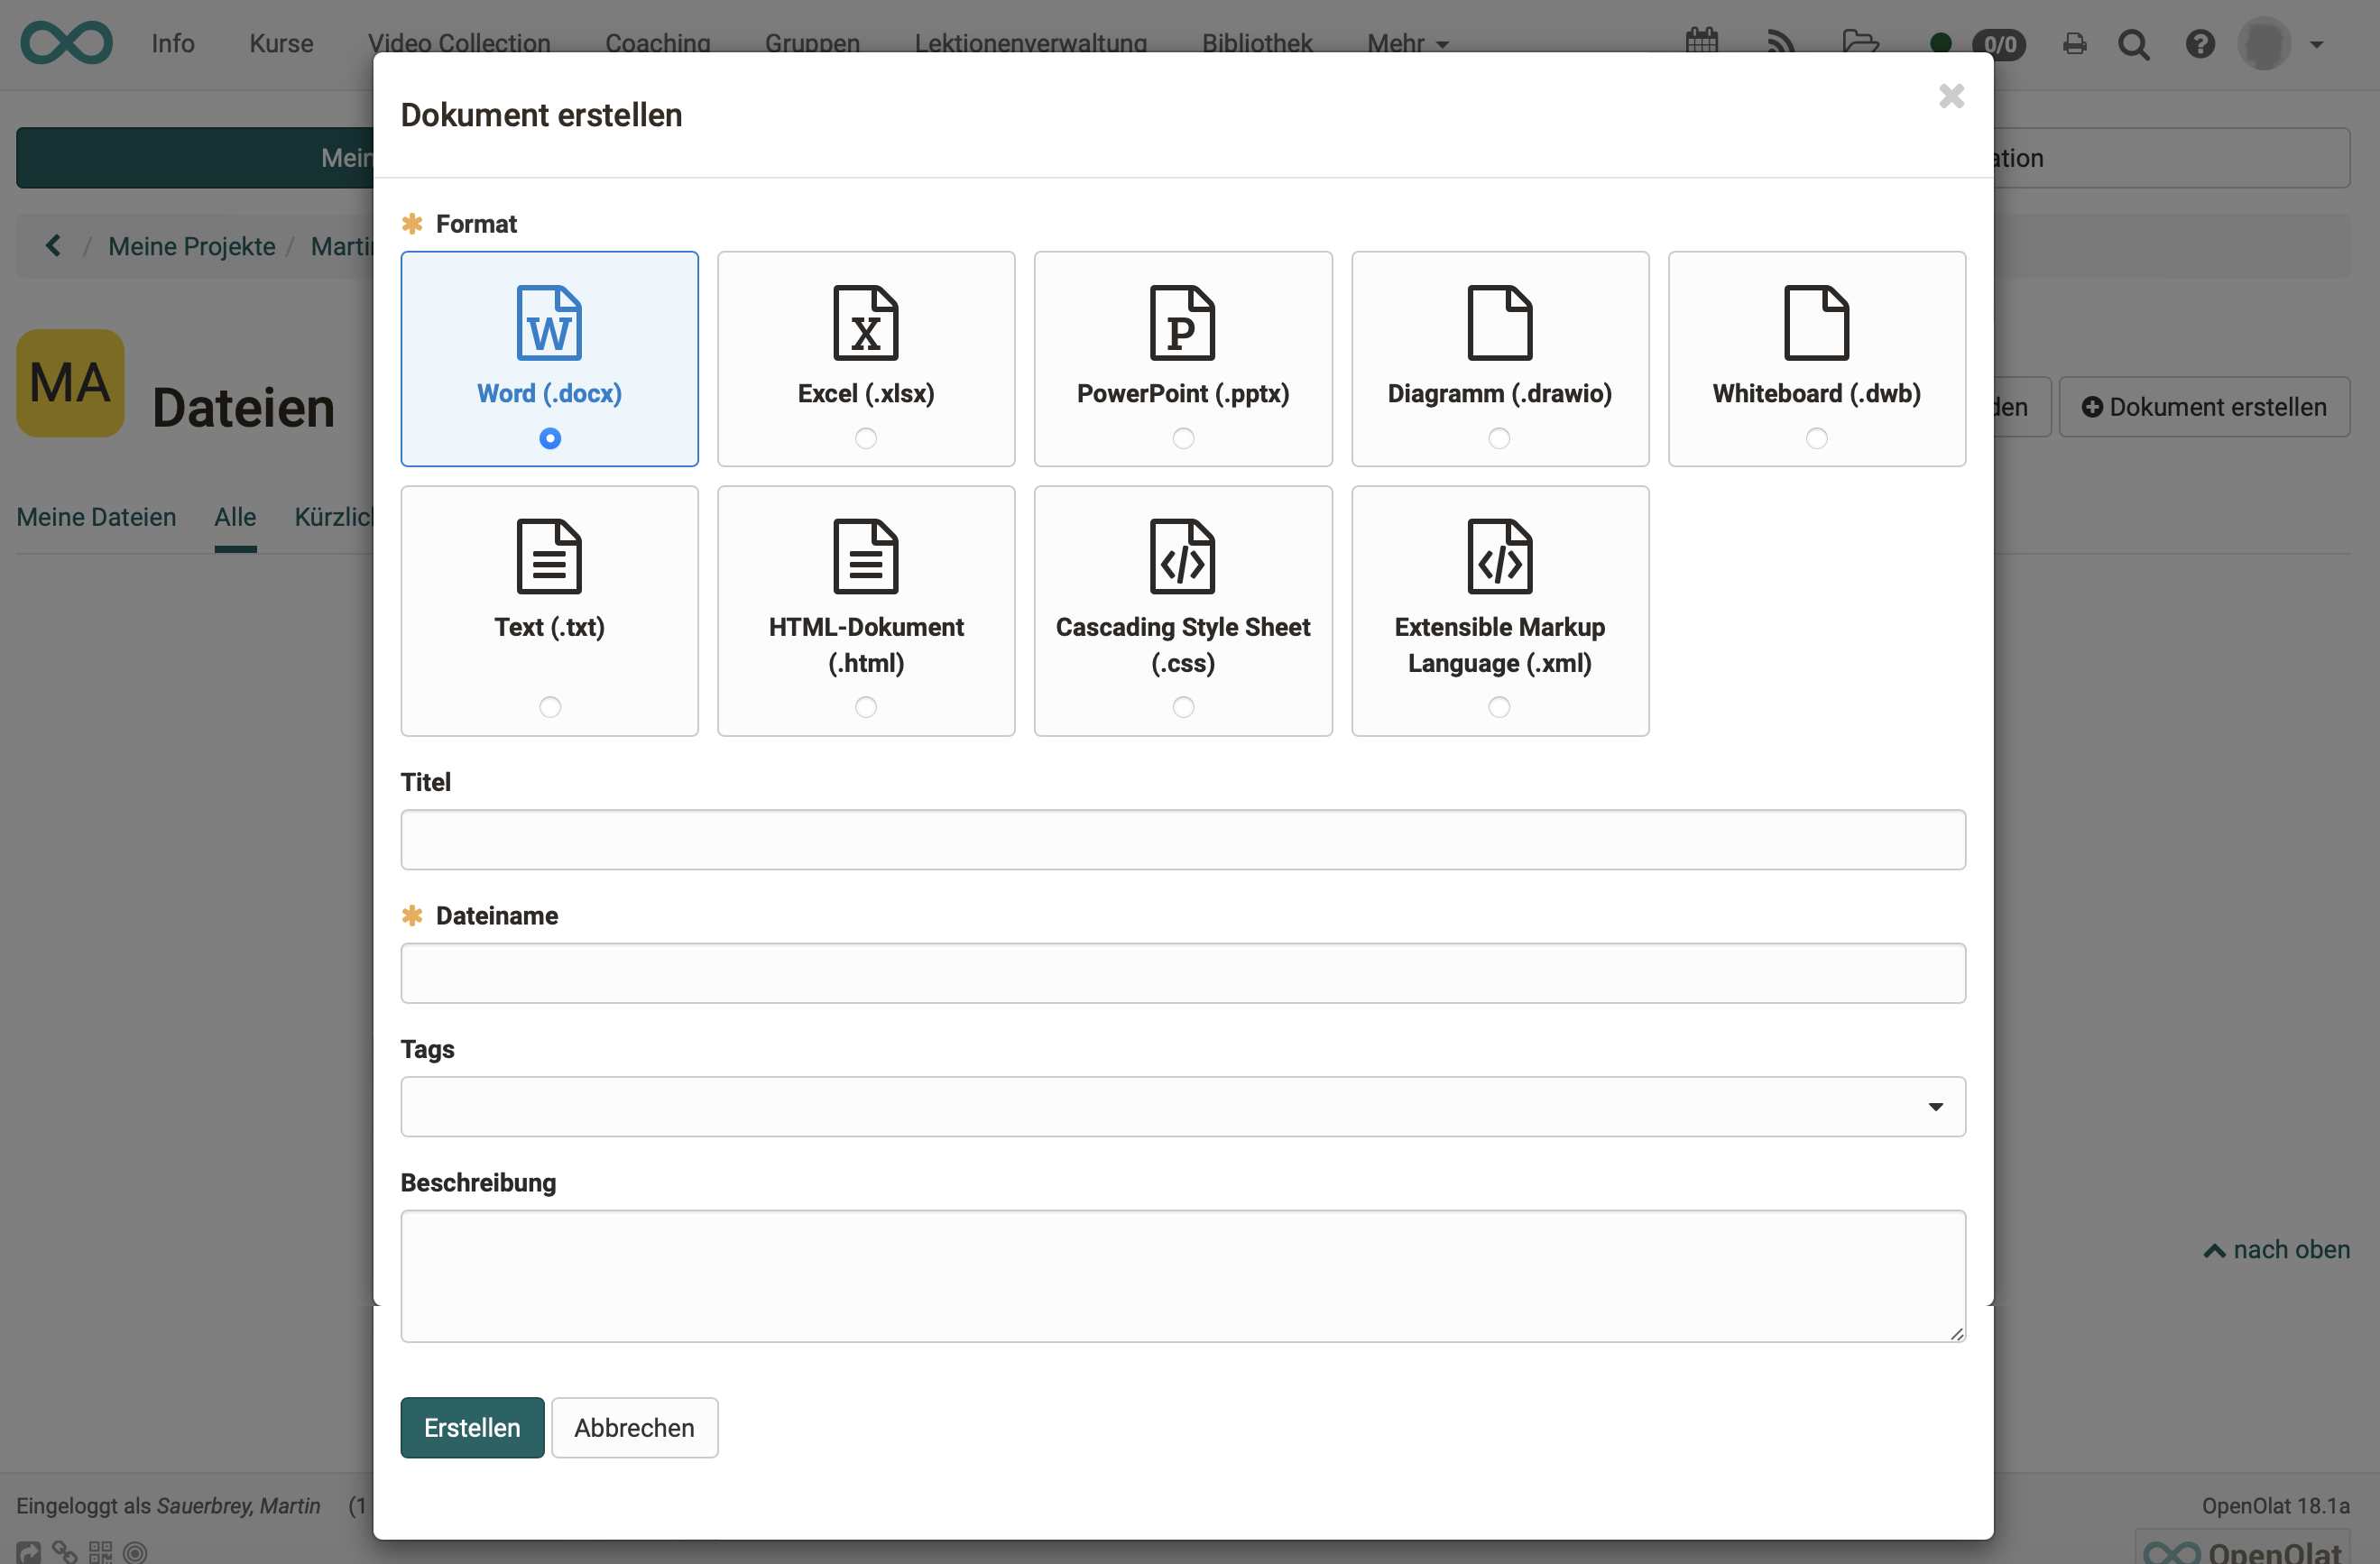 Info Kurse Video Collection Coaching Gruppen Lektionenverwaltung Bibliothek Mehr 0/0
Dokument erstellen
Mein
ation
Format
Meine Projekte / Martin
W
X
P
Word (.docx)
Excel (.xlsx)
PowerPoint (.pptx)
Diagramm (.drawio)
Whiteboard (.dwb)
MA
Dateien
den
Dokument erstellen
Meine Dateien Alle Kürzlich
Text (.txt)
HTML-Dokument
(.html)
Cascading Style Sheet
(.css)
Extensible Markup
Language (.xml)
Titel
Dateiname
Tags
Beschreibung
nach oben
Erstellen
Abbrechen
Eingeloggt als Sauerbrey, Martin (1
OpenOlat 18.1a
OpenOlat